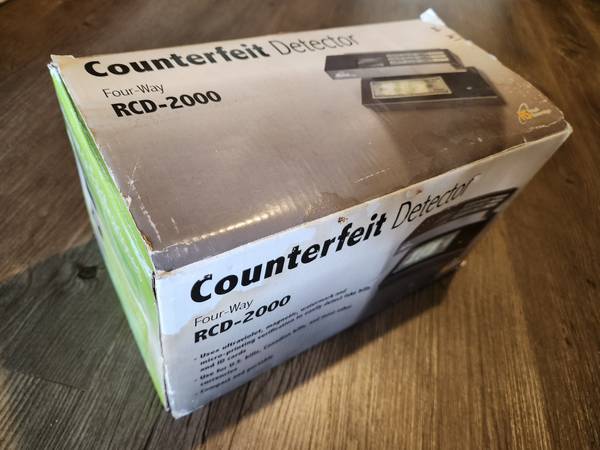 Counterfeit Detector
Four-Way
RCD-2000
Counterfeit Detector
Four-Way
RCD-2000
- Uses ultraviolet, magnetic, watermark and
micro-printing verification to easily detect fake bills
and ID cards
- Use for U.S. bills, Canadian bills, and most other
currencies
- Compact and portable